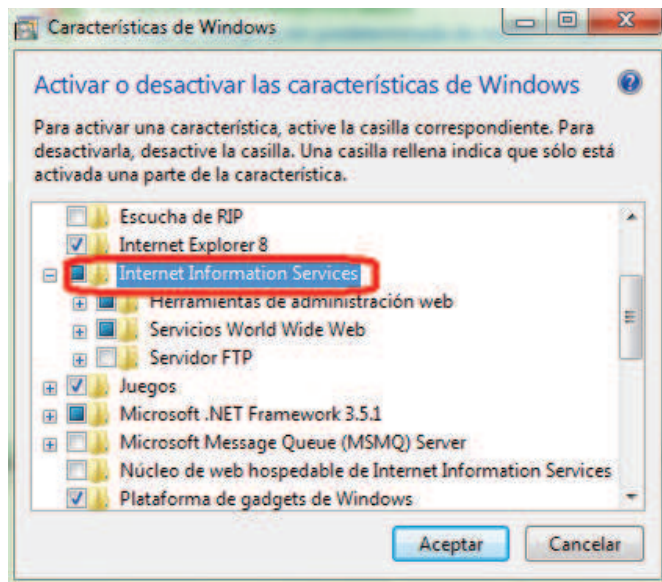 Características de Windows
Activar o desactivar las características de Windows
Para activar una característica, active la casilla correspondiente. Para
desactivarla, desactive la casilla. Una casilla rellena indica que sólo está
activada una parte de la característica.
Escucha de RIP
Internet Explorer 8
Internet Information Services
Herramientas de administración web
Servicios World Wide Web
Servidor FTP
Juegos
Microsoft .NET Framework 3.5.1
Microsoft Message Queue (MSMQ) Server
Núcleo de web hospedable de Internet Information Services
Plataforma de gadgets de Windows
Aceptar
Cancelar